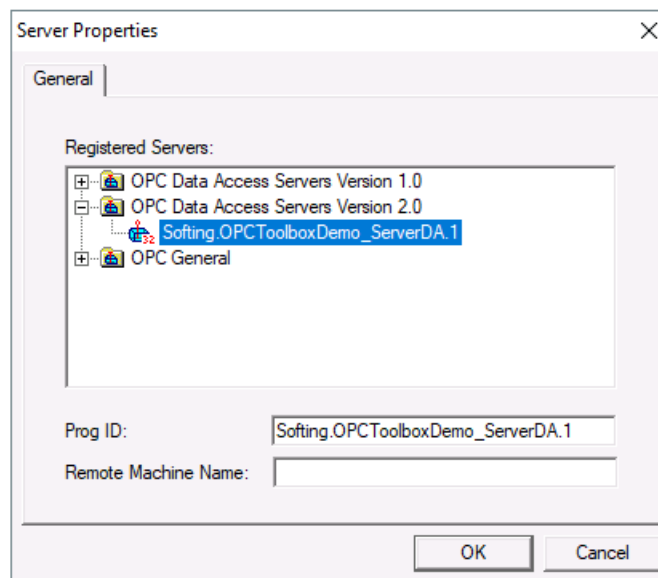 Server Properties
General
Registered Servers:
OPC Data Access Servers Version 1.0
OPC Data Access Servers Version 2.0
32 Softing.OPCToolboxDemo_ServerDA.1
OPC General
Prog ID: Softing.OPCToolboxDemo_ServerDA.1
Remote Machine Name:
OK Cancel